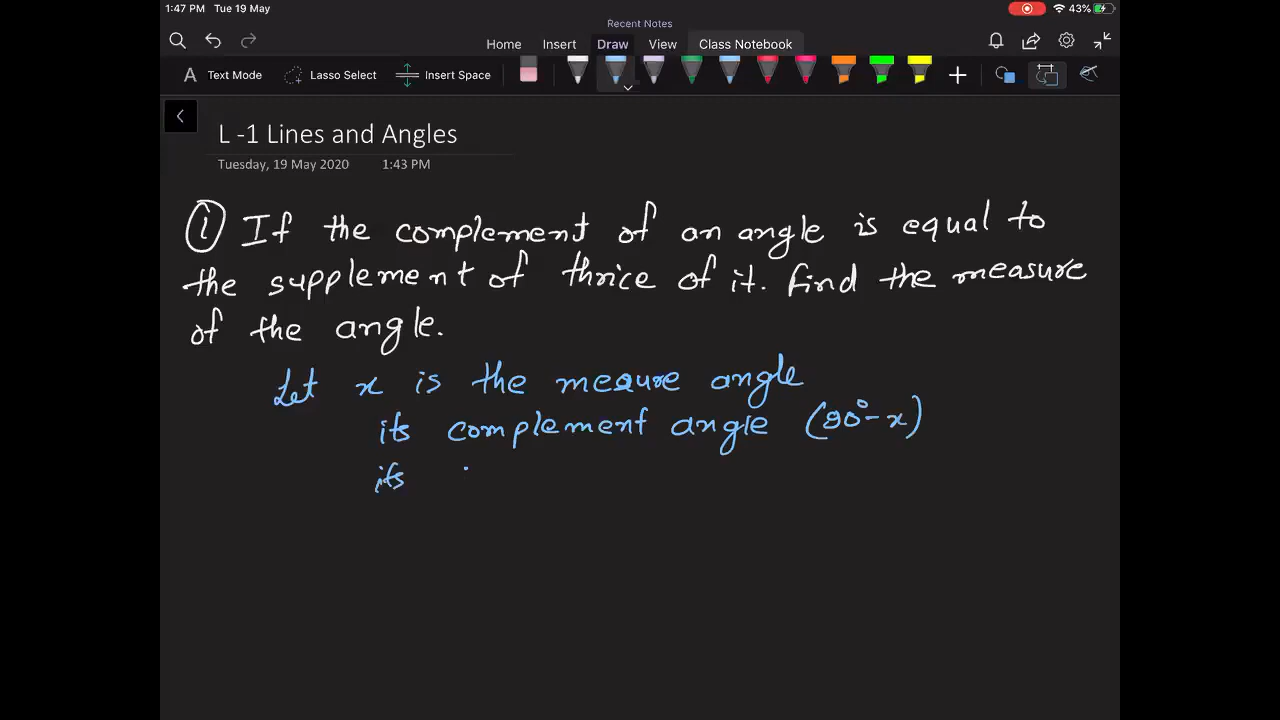 1:47 PM Tue 19 May 43%
Recent Notes
Home Insert Draw View Class Notebook
Text Mode Lasso Select Insert Space
L -1 Lines and Angles
Tuesday, 19 May 2020 1:43 PM
① If the complement of an angle is equal to
the supplement of thrice of it. find the measure
of the angle.
Let x is the meaure angle
its complement angle (90°-x)
its